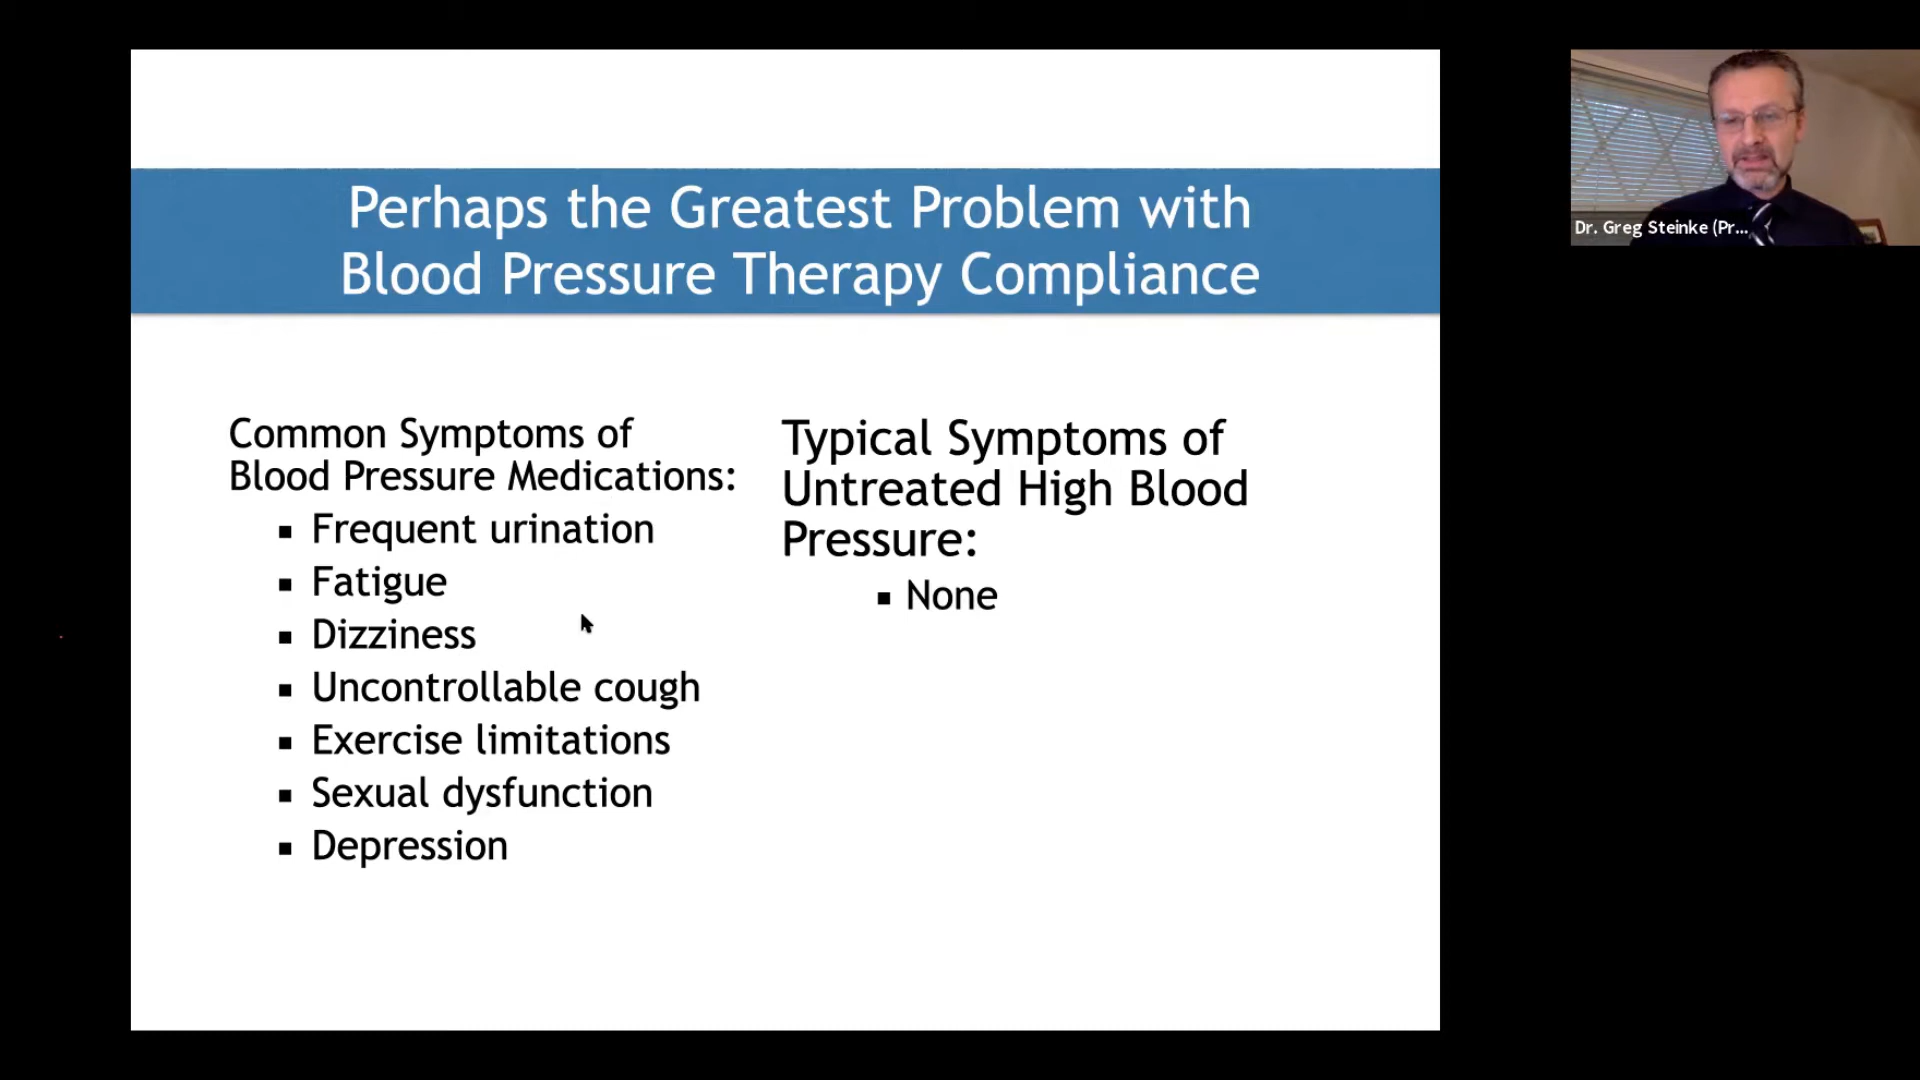 Perhaps the Greatest Problem with
Blood Pressure Therapy Compliance
Common Symptoms of
Blood Pressure Medications:
▪ Frequent urination
▪ Fatigue
▪ Dizziness
▪ Uncontrollable cough
▪ Exercise limitations
▪ Sexual dysfunction
▪ Depression
Typical Symptoms of
Untreated High Blood
Pressure:
▪ None
Dr. Greg Steinke (Pr...